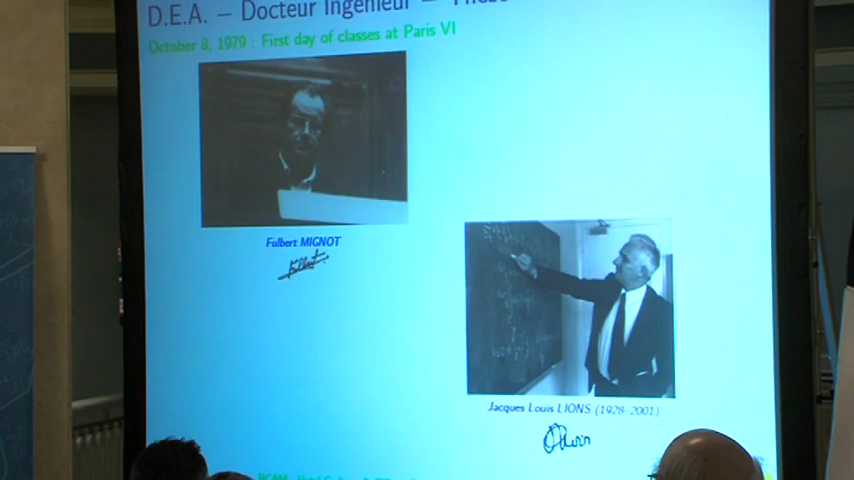 D.E.A. – Docteur Ingénieur –
October 8, 1979 : First day of classes at Paris VI
Fulbert MIGNOT
Jacques Louis LIONS (1928-2001)